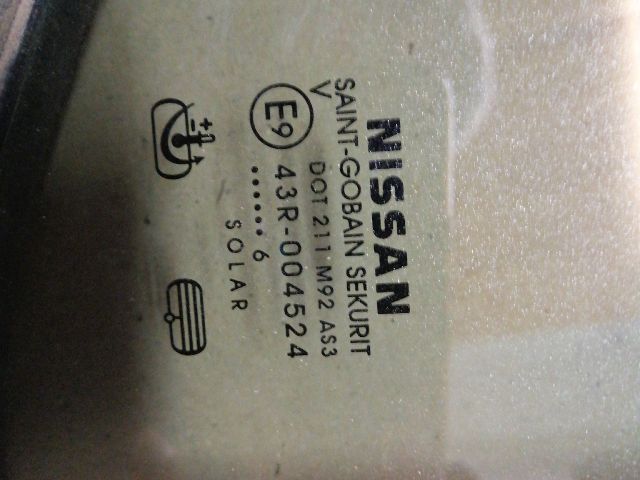 NISSAN
SAINT-GOBAIN SEKURIT
V
DOT 211 M92 AS3
E9 43R-004524
......6
SOLAR
+